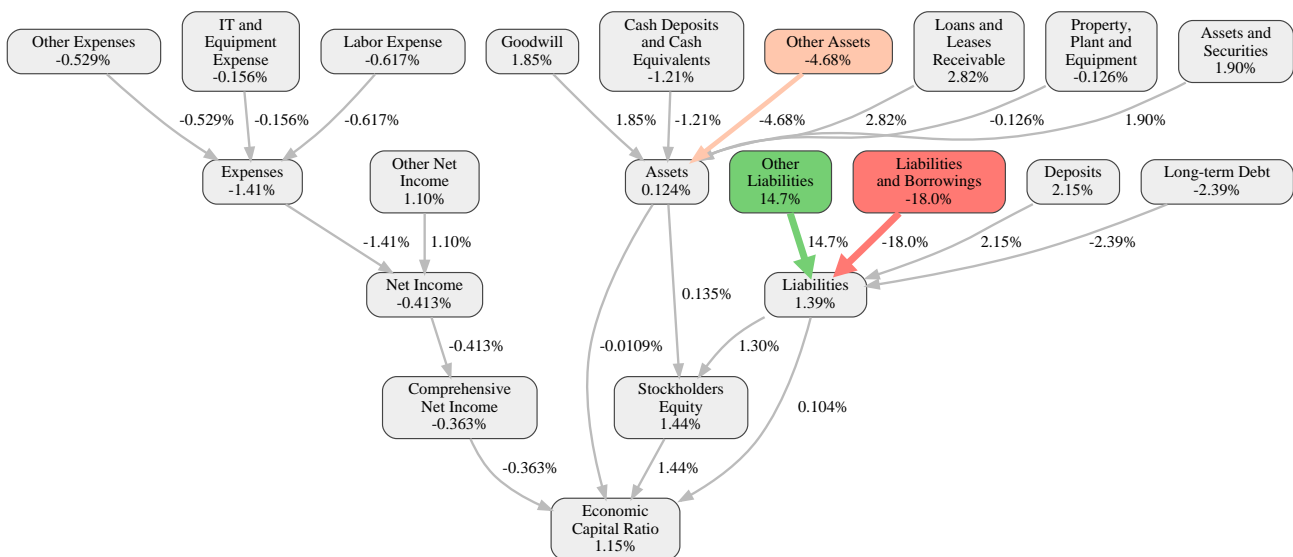 Other Expenses
-0.529%
IT and
Equipment
Expense
-0.156%
Labor Expense
-0.617%
Goodwill
1.85%
Cash Deposits
and Cash
Equivalents
-1.21%
Other Assets
-4.68%
Loans and
Leases
Receivable
2.82%
Property,
Plant and
Equipment
-0.126%
Assets and
Securities
1.90%
-0.529%
-0.156%
-0.617%
1.85%
-1.21%
-4.68%
2.82%
-0.126%
1.90%
Expenses
-1.41%
Other Net
Income
1.10%
Assets
0.124%
Other
Liabilities
14.7%
Liabilities
and Borrowings
-18.0%
Deposits
2.15%
Long-term Debt
-2.39%
-1.41%
1.10%
14.7%
-18.0%
2.15%
-2.39%
Net Income
-0.413%
0.135%
Liabilities
1.39%
-0.413%
-0.0109%
1.30%
Comprehensive
Net Income
-0.363%
Stockholders
Equity
1.44%
0.104%
-0.363%
1.44%
Economic
Capital Ratio
1.15%